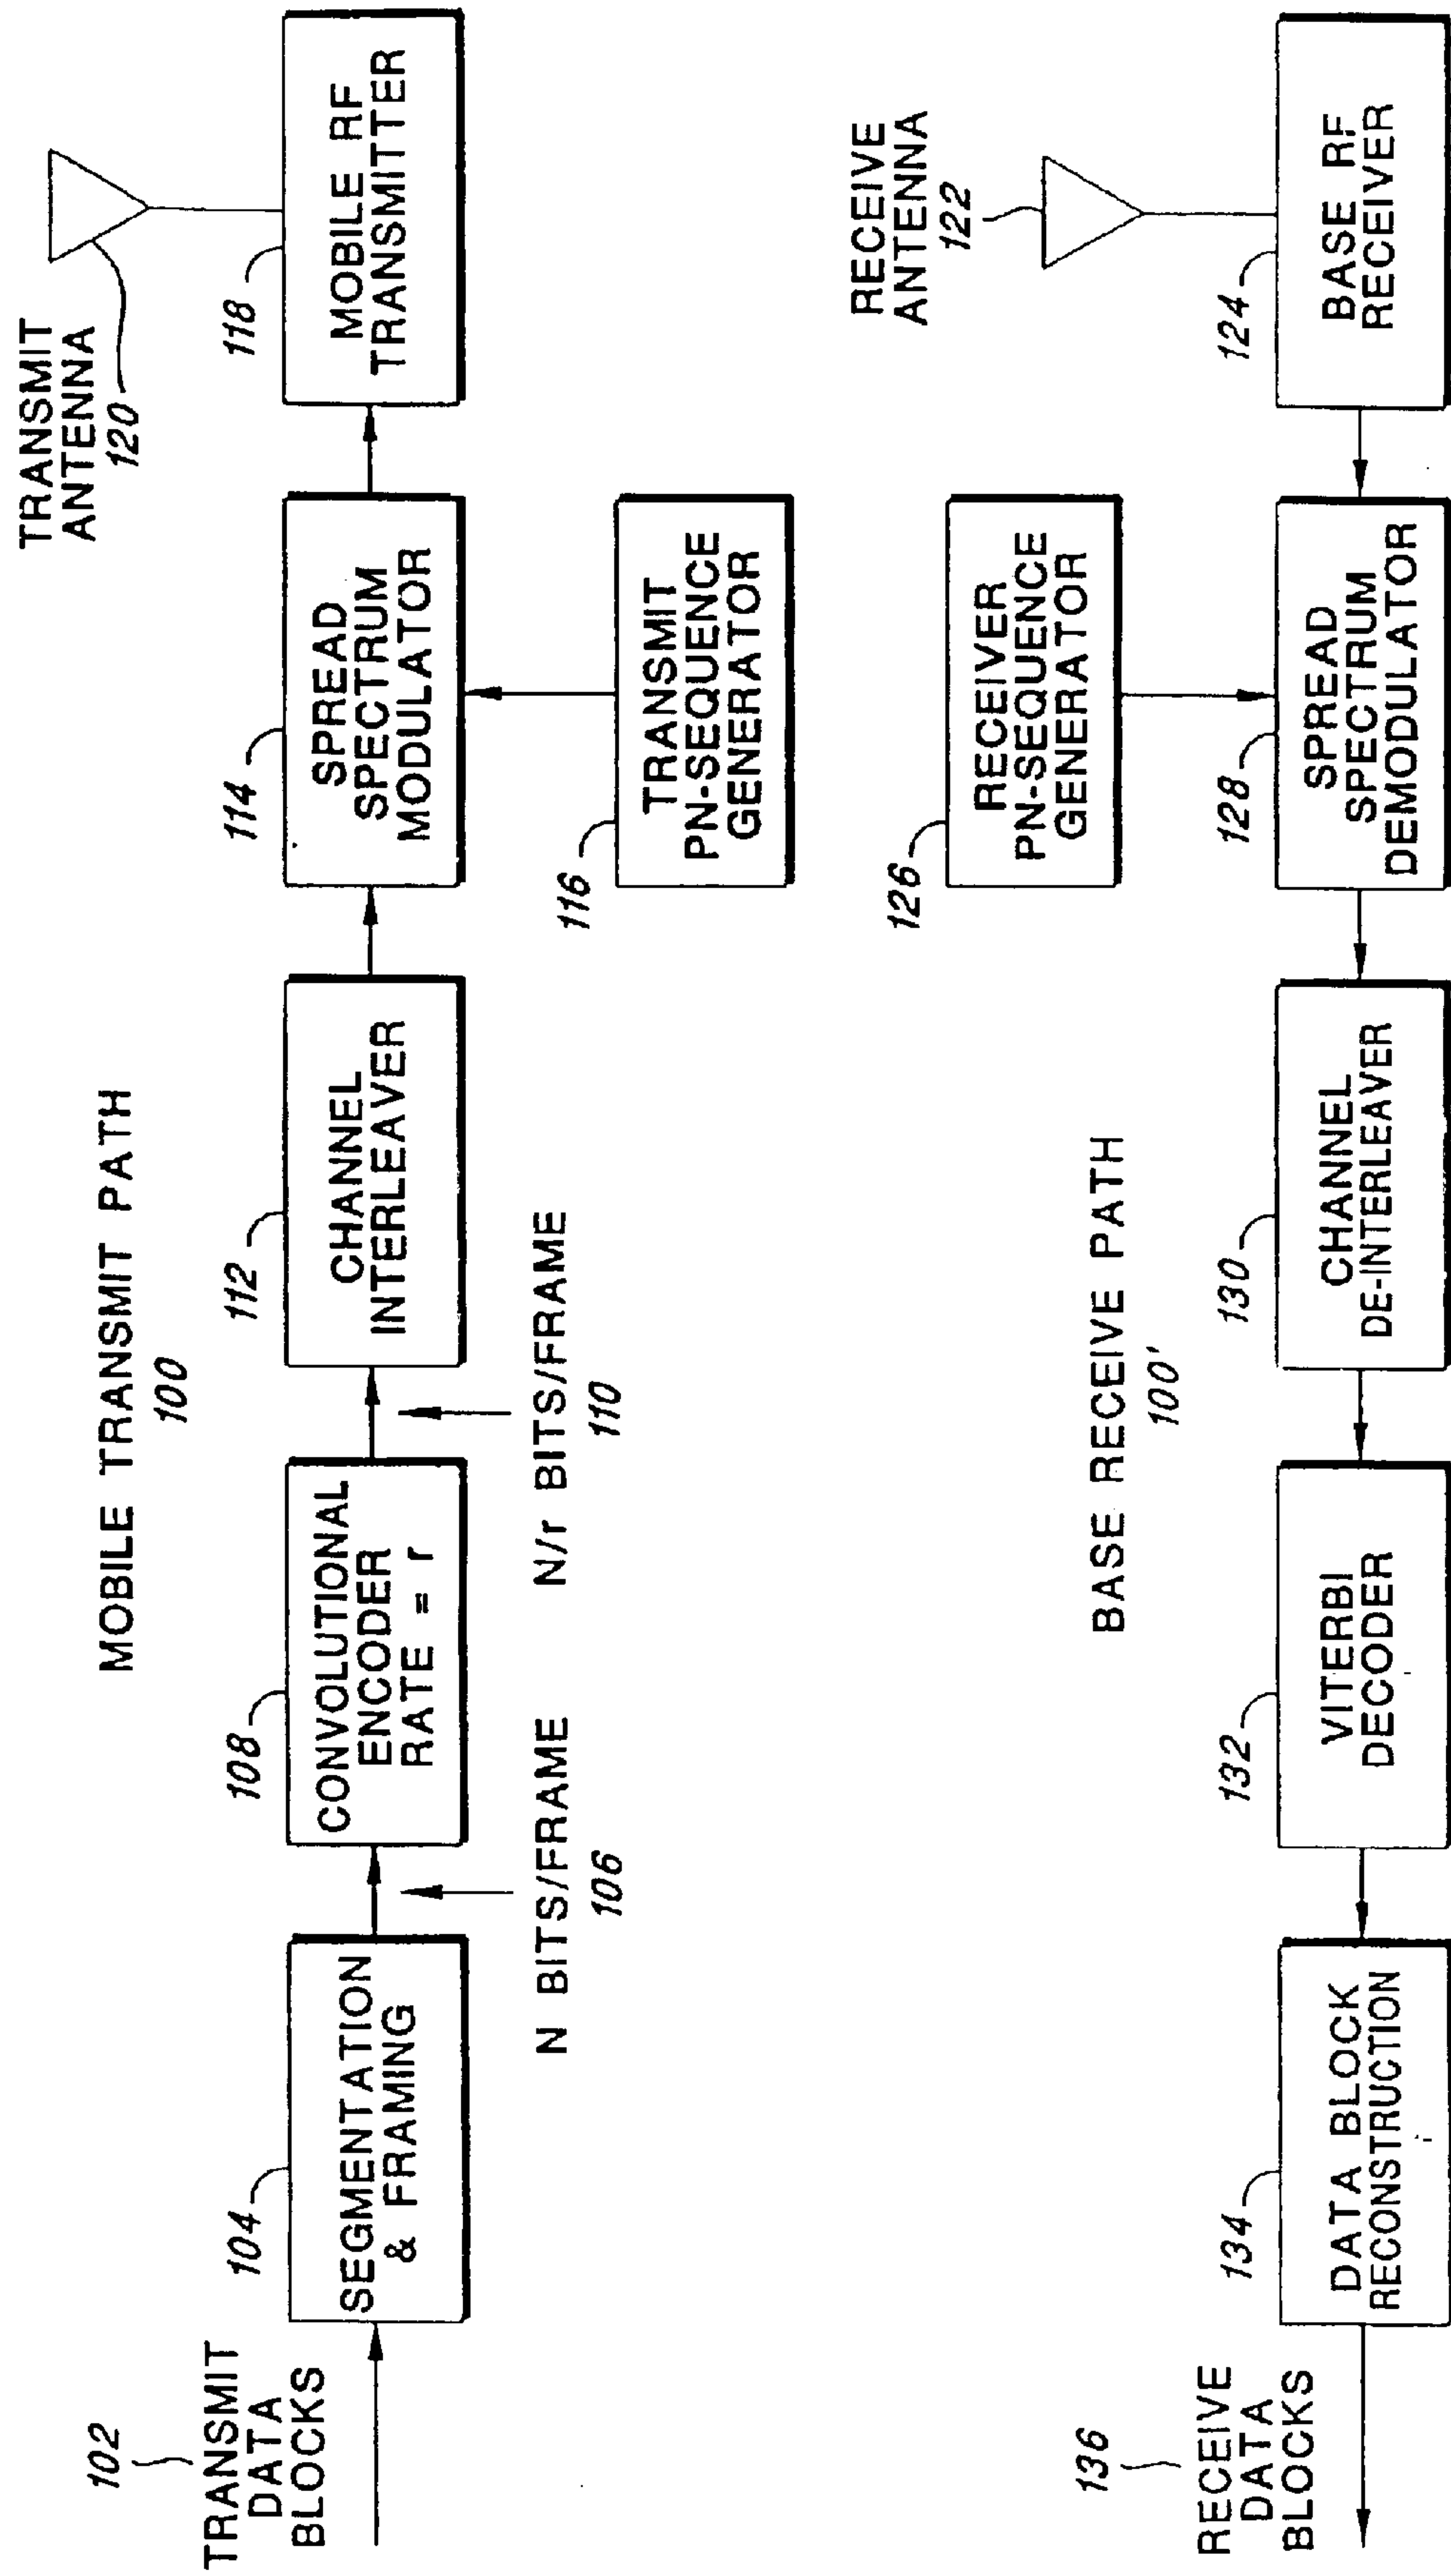 MOBILE TRANSMIT PATH
100
102
TRANSMIT
DATA
BLOCKS
104
SEGMENTATION
& FRAMING
N BITS/FRAME
106
108
CONVOLUTIONAL
ENCODER
RATE = r
N/r BITS/FRAME
110
112
CHANNEL
INTERLEAVER
114
SPREAD
SPECTRUM
MODULATOR
116
TRANSMIT
PN-SEQUENCE
GENERATOR
118
MOBILE RF
TRANSMITTER
TRANSMIT
ANTENNA
120
BASE RECEIVE PATH
100'
136
RECEIVE
DATA
BLOCKS
134
DATA BLOCK
RECONSTRUCTION
132
VITERBI
DECODER
130
CHANNEL
DE-INTERLEAVER
128
SPREAD
SPECTRUM
DEMODULATOR
126
RECEIVER
PN-SEQUENCE
GENERATOR
124
BASE RF
RECEIVER
RECEIVE
ANTENNA
122